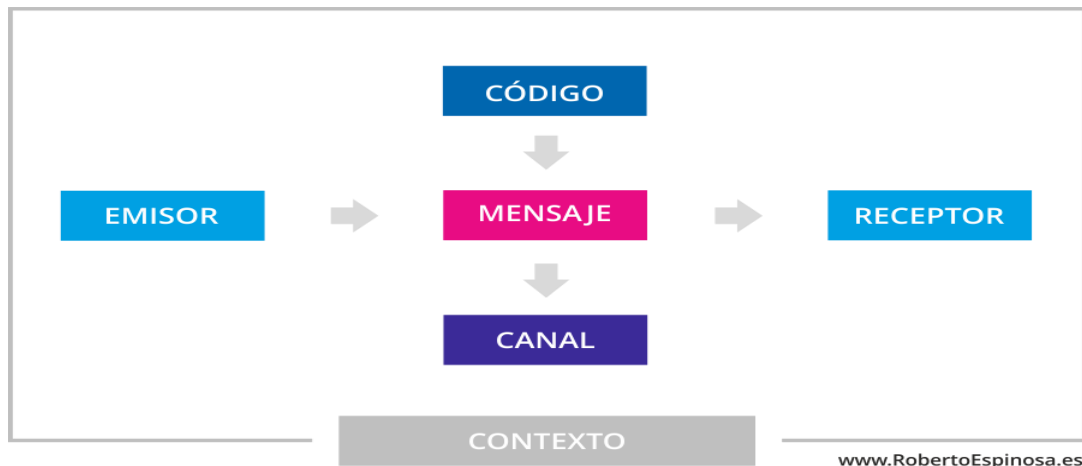 CÓDIGO
EMISOR
MENSAJE
RECEPTOR
CANAL
CONTEXTO
www.RobertoEspinosa.es